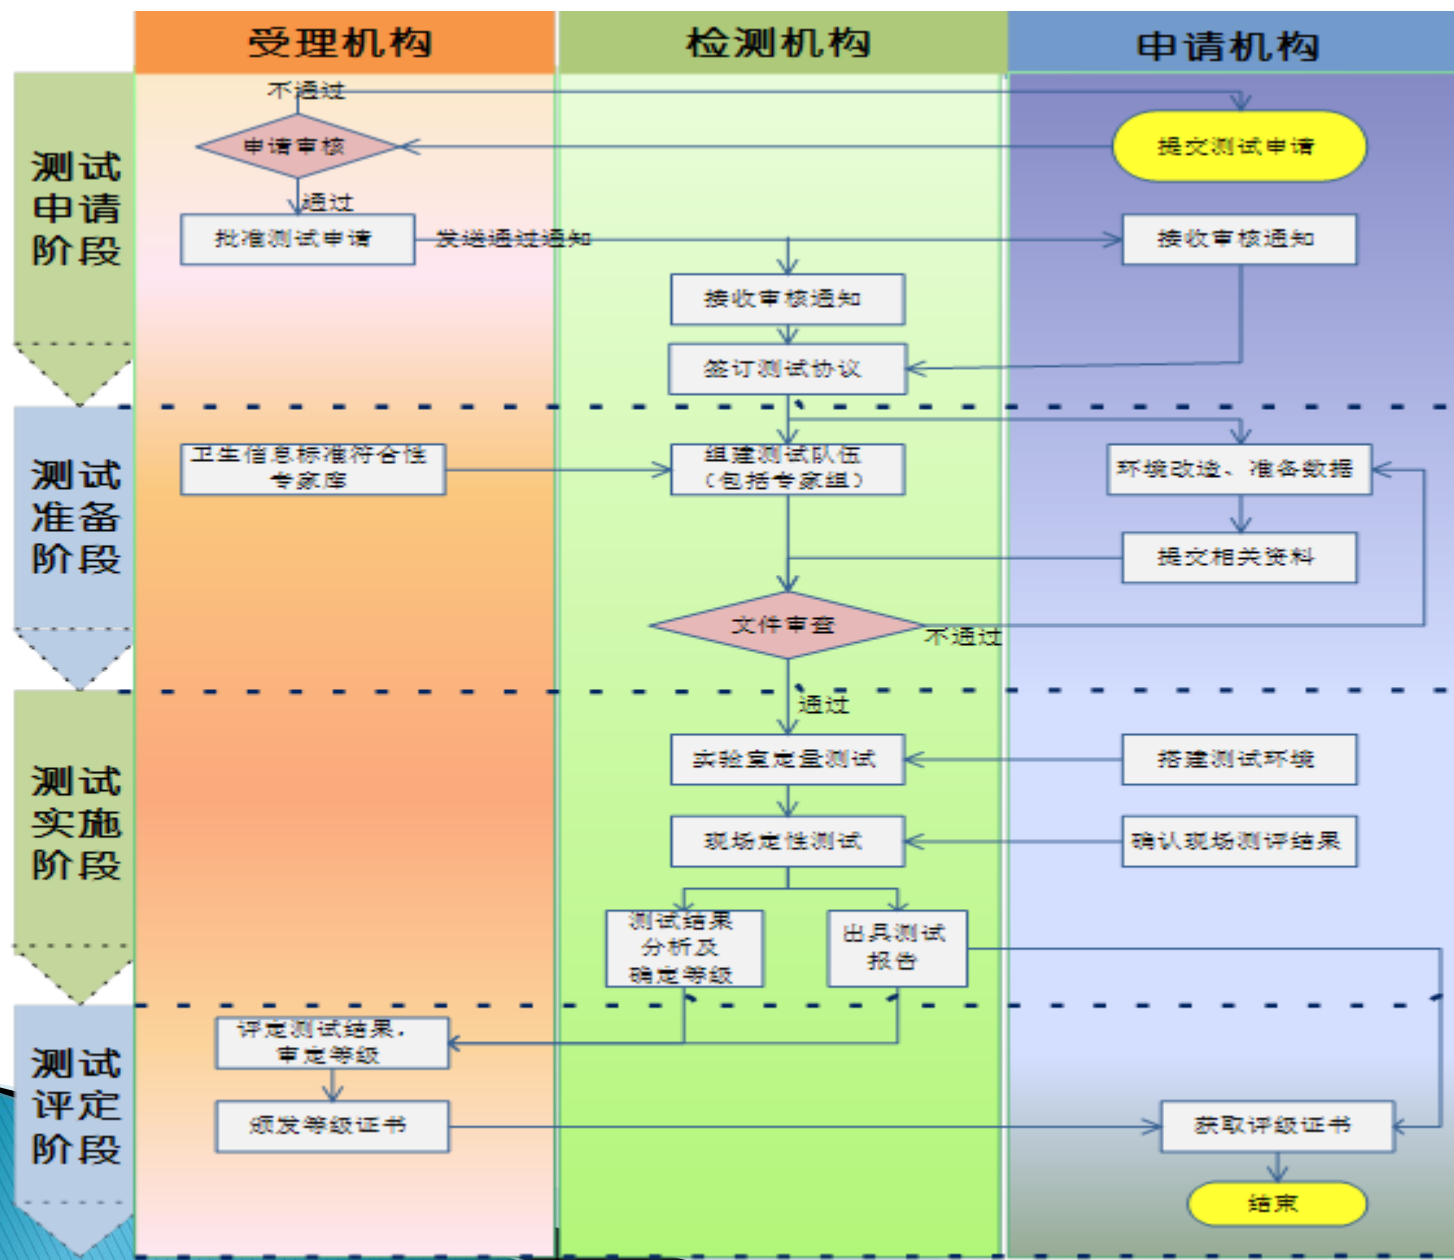 受理机构
检测机构
申请机构
测试
申请
阶段
不通过
申请审核
提交测试申请
通过
批准测试申请
发送通过通知
接收审核通知
接收审核通知
签订测试协议
测试
准备
阶段
卫生信息标准符合性
专家库
组建测试队伍
(包括专家组)
环境改造、准备数据
提交相关资料
文件审查
不通过
测试
实施
阶段
通过
实验室定量测试
搭建测试环境
现场定性测试
确认现场测评结果
测试结果
分析及
确定等级
出具测试
报告
测试
评定
阶段
评定测试结果,
审定等级
颁发等级证书
获取评级证书
结束